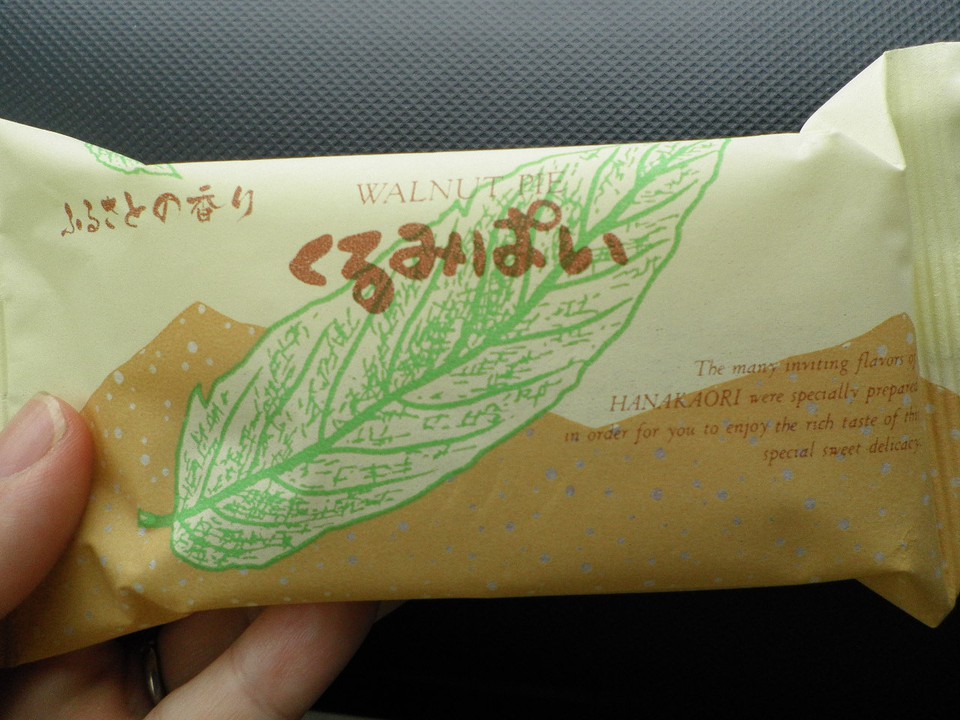 ふるさとの香り
WALNUT PIE
くるみぱい
The many inviting flavors of
HANAKAORI were specially prepared
in order for you to enjoy the rich taste of the
special sweet delicacy.